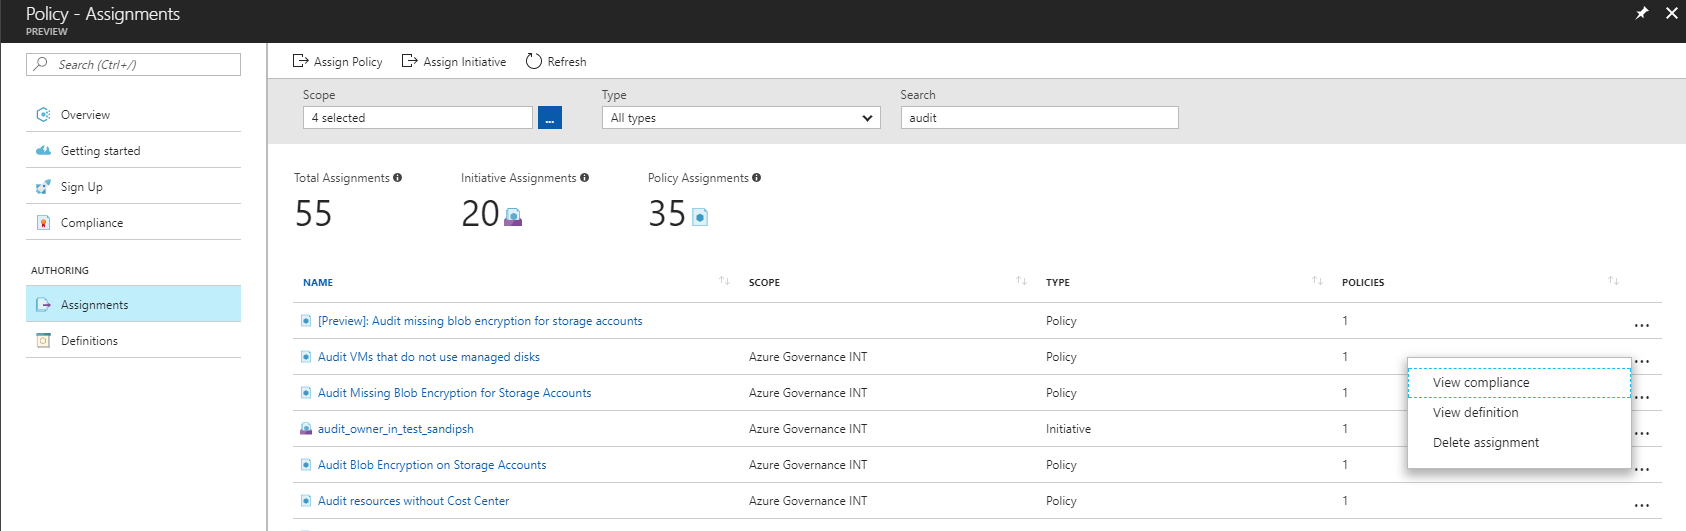 Policy - Assignments
PREVIEW
Search (Ctrl+/)
Overview
Getting started
Sign Up
Compliance
AUTHORING
Assignments
Definitions
Assign Policy Assign Initiative Refresh
Scope Type Search
4 selected ... All types audit
Total Assignments Initiative Assignments Policy Assignments
55 20 35
NAME SCOPE TYPE POLICIES
[Preview]: Audit missing blob encryption for storage accounts Policy 1 ...
Audit VMs that do not use managed disks Azure Governance INT Policy 1 ...
Audit Missing Blob Encryption for Storage Accounts Azure Governance INT Policy 1 ...
audit_owner_in_test_sandipsh Azure Governance INT Initiative 1 ...
Audit Blob Encryption on Storage Accounts Azure Governance INT Policy 1 ...
Audit resources without Cost Center Azure Governance INT Policy 1 ...
View compliance
View definition
Delete assignment